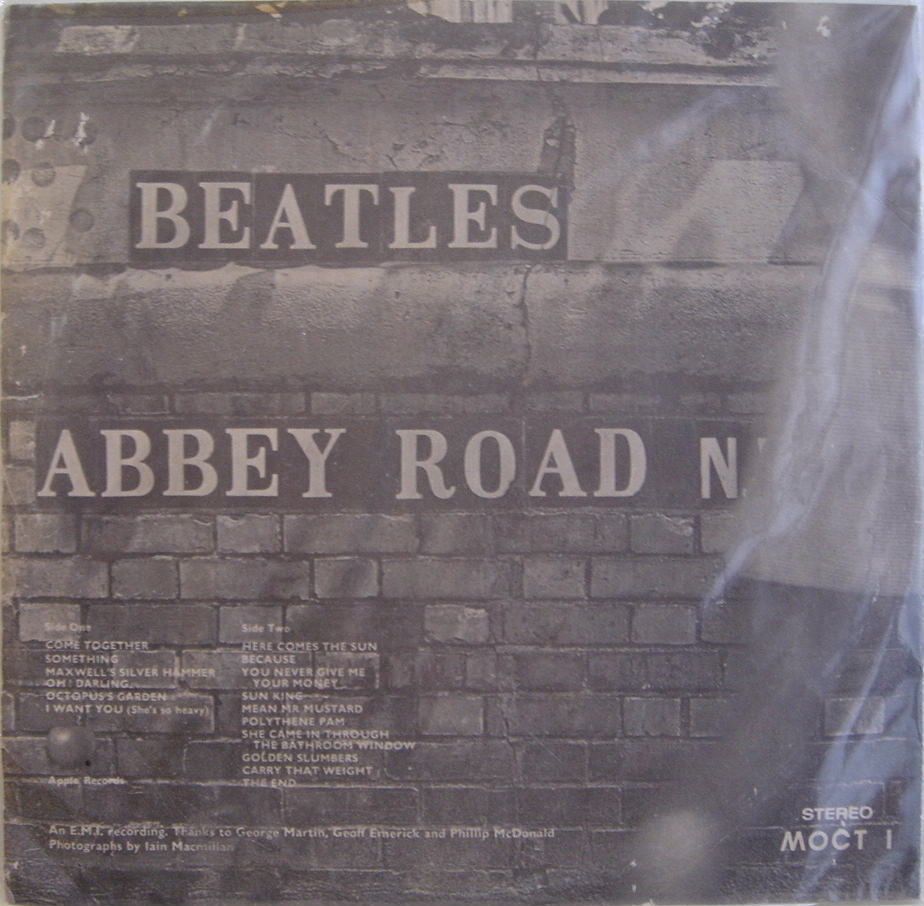 BEATLES
ABBEY ROAD N
Side One
COME TOGETHER
SOMETHING
MAXWELL'S SILVER HAMMER
OH! DARLING.
OCTOPUS'S GARDEN
I WANT YOU (She's so heavy)
Apple Records
Side Two
HERE COMES THE SUN
BECAUSE
YOU NEVER GIVE ME
YOUR MONEY
SUN KING
MEAN MR MUSTARD
POLYTHENE PAM
SHE CAME IN THROUGH
THE BATHROOM WINDOW
GOLDEN SLUMBERS
CARRY THAT WEIGHT
THE END
An E.M.I. recording. Thanks to George Martin, Geoff Emerick and Phillip McDonald
Photographs by Iain Macmillan
STEREO
MOČT 1